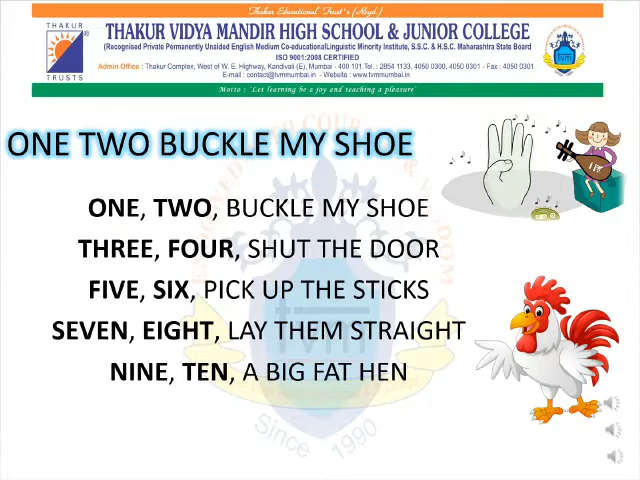 Thakur Educational Trust's (Regd.)
THAKUR
TRUSTS
THAKUR VIDYA MANDIR HIGH SCHOOL & JUNIOR COLLEGE
(Recognised Private Permanently Unaided English Medium Co-educational Linguistic Minority Institute, S.S.C. & H.S.C. Maharashtra State Board
ISO 9001:2008 CERTIFIED
Admin Office : Thakur Complex, West of W. E. Highway, Kandivali (E), Mumbai - 400 101. Tel. : 2854 1133, 4050 0300, 4050 0301 - Fax : 4050 0301
E-mail : contact@tvmmumbai.in - Website : www.tvmmumbai.in
tvm
Motto : 'Let learning be a joy and teaching a pleasure'
ONE TWO BUCKLE MY SHOE
ONE, TWO, BUCKLE MY SHOE
THREE, FOUR, SHUT THE DOOR
FIVE, SIX, PICK UP THE STICKS
SEVEN, EIGHT, LAY THEM STRAIGHT
NINE, TEN, A BIG FAT HEN
tvm
Since 1990